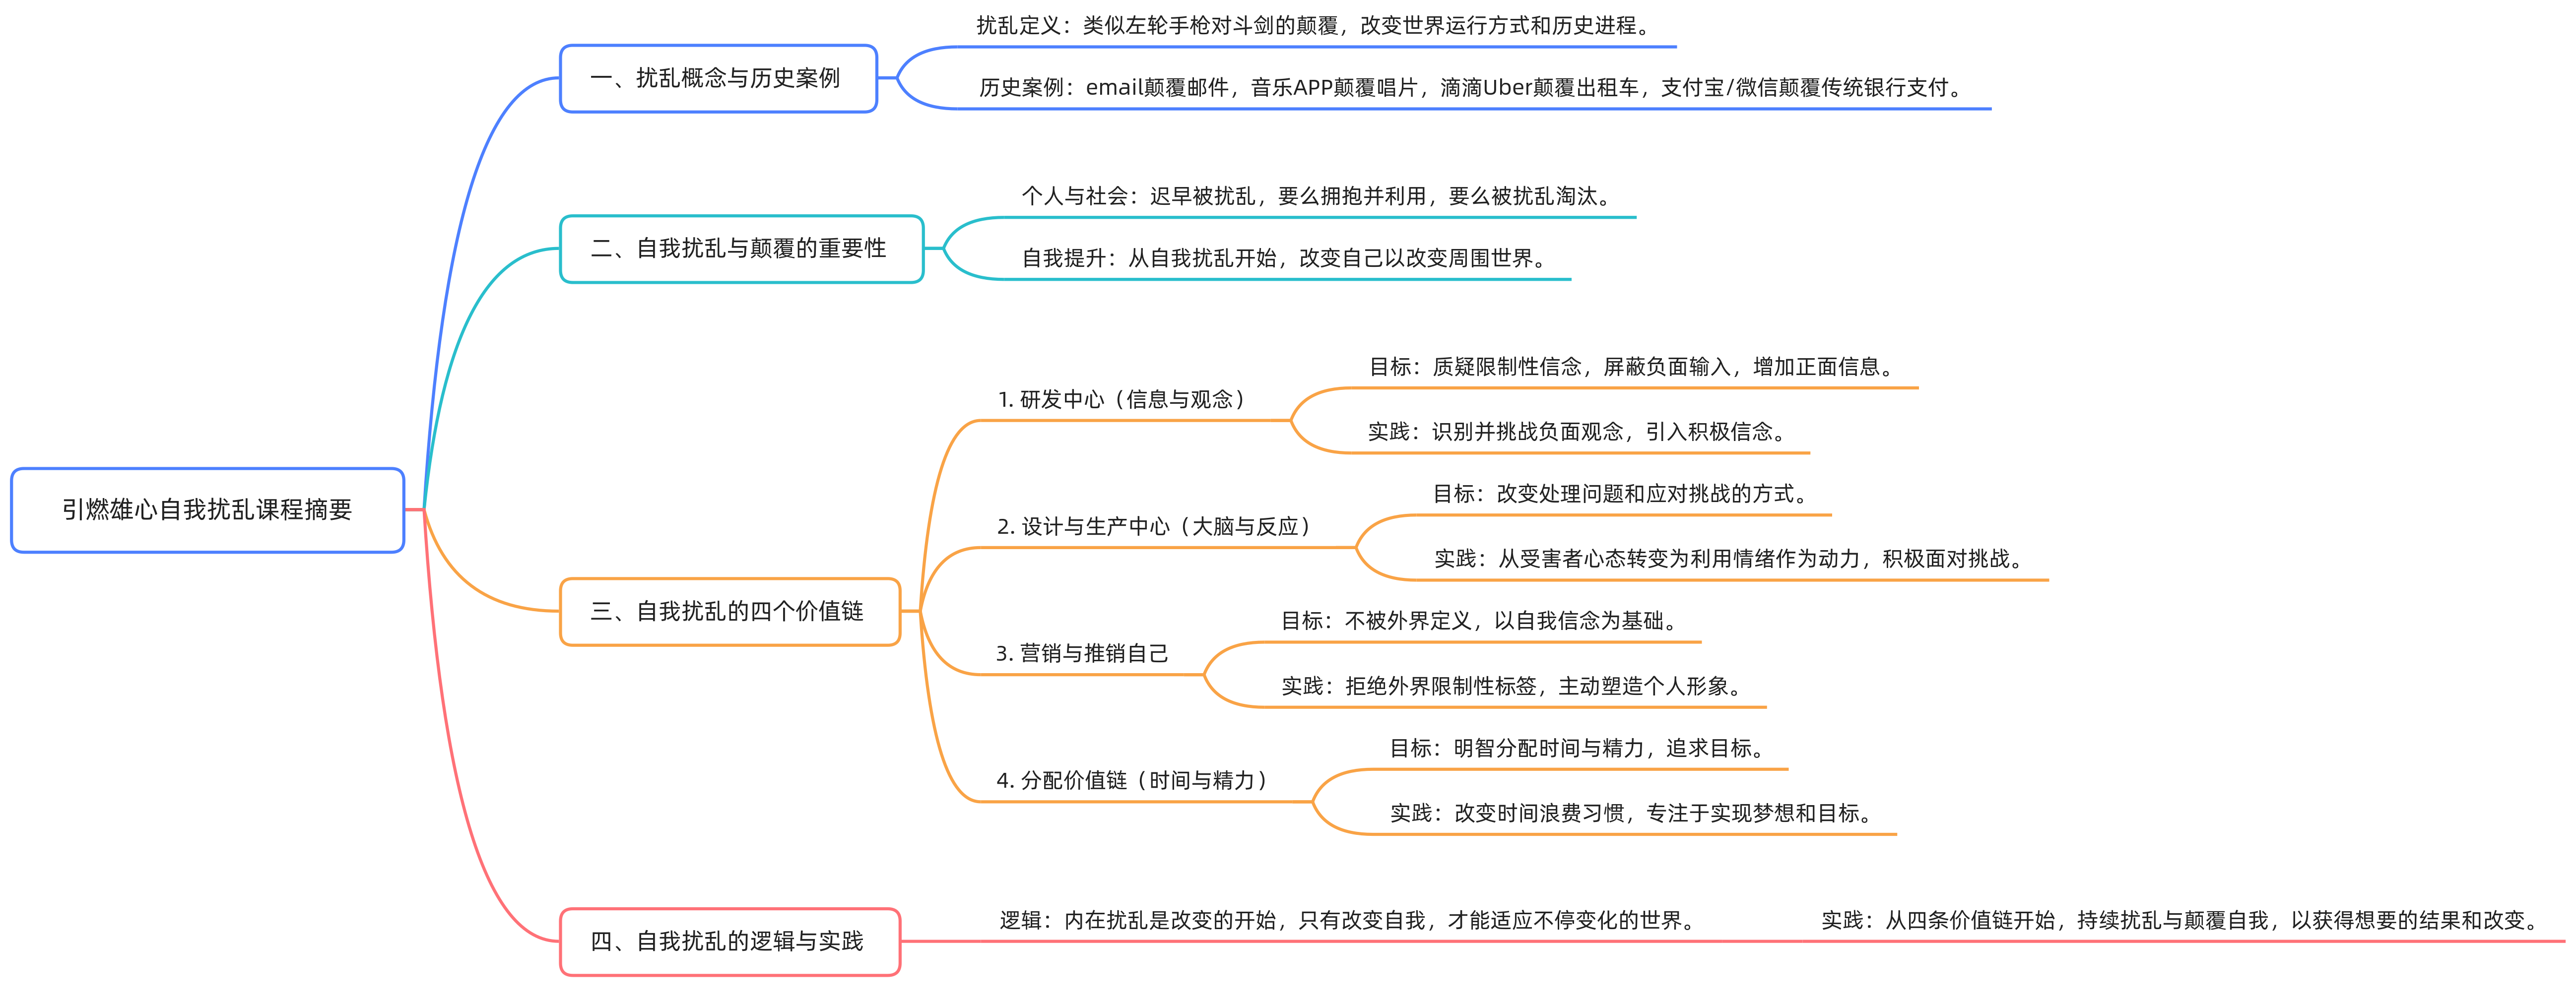 引燃雄心自我扰乱课程摘要
一、扰乱概念与历史案例
扰乱定义：类似左轮手枪对斗剑的颠覆，改变世界运行方式和历史进程。
历史案例：email颠覆邮件，音乐APP颠覆唱片，滴滴Uber颠覆出租车，支付宝/微信颠覆传统银行支付。
二、自我扰乱与颠覆的重要性
个人与社会：迟早被扰乱，要么拥抱并利用，要么被扰乱淘汰。
自我提升：从自我扰乱开始，改变自己以改变周围世界。
三、自我扰乱的四个价值链
1. 研发中心（信息与观念）
目标：质疑限制性信念，屏蔽负面输入，增加正面信息。
实践：识别并挑战负面观念，引入积极信念。
2. 设计与生产中心（大脑与反应）
目标：改变处理问题和应对挑战的方式。
实践：从受害者心态转变为利用情绪作为动力，积极面对挑战。
3. 营销与推销自己
目标：不被外界定义，以自我信念为基础。
实践：拒绝外界限制性标签，主动塑造个人形象。
4. 分配价值链（时间与精力）
目标：明智分配时间与精力，追求目标。
实践：改变时间浪费习惯，专注于实现梦想和目标。
四、自我扰乱的逻辑与实践
逻辑：内在扰乱是改变的开始，只有改变自我，才能适应不停变化的世界。
实践：从四条价值链开始，持续扰乱与颠覆自我，以获得想要的结果和改变。